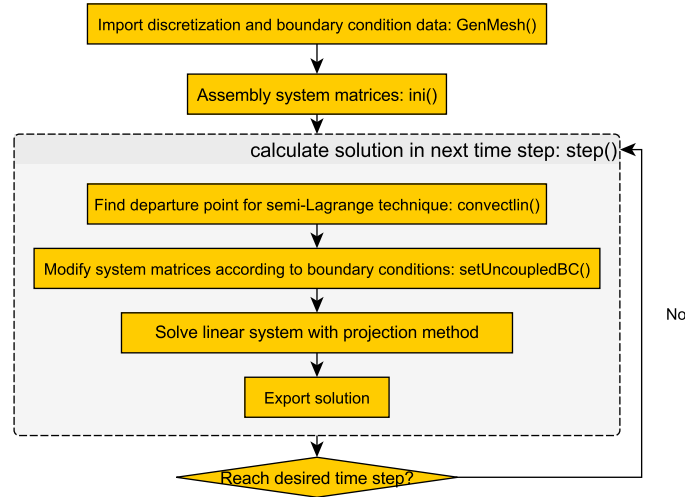 Import discretization and boundary condition data: GenMesh()
Assembly system matrices: ini()
calculate solution in next time step: step()
Find departure point for semi-Lagrange technique: convectlin()
Modify system matrices according to boundary conditions: setUncoupledBC()
Solve linear system with projection method
No
Export solution
Reach desired time step?